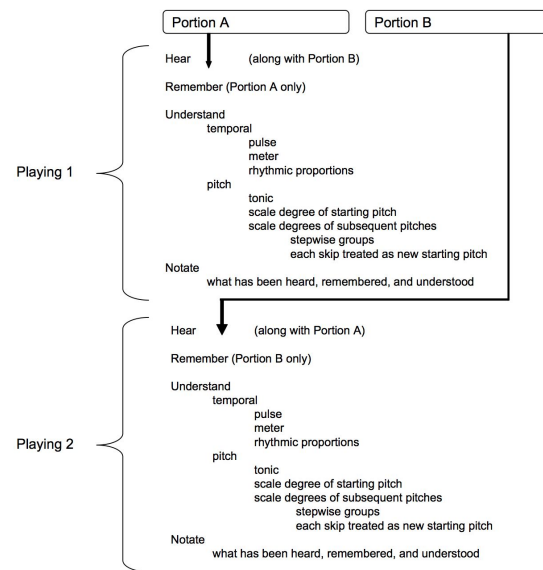 Portion A
Portion B
Hear (along with Portion B)
Remember (Portion A only)
Understand
temporal
pulse
meter
rhythmic proportions
Playing 1
pitch
tonic
scale degree of starting pitch
scale degrees of subsequent pitches
stepwise groups
each skip treated as new starting pitch
Notate
what has been heard, remembered, and understood
Hear (along with Portion A)
Remember (Portion B only)
Understand
temporal
pulse
meter
rhythmic proportions
Playing 2
pitch
tonic
scale degree of starting pitch
scale degrees of subsequent pitches
stepwise groups
each skip treated as new starting pitch
Notate
what has been heard, remembered, and understood